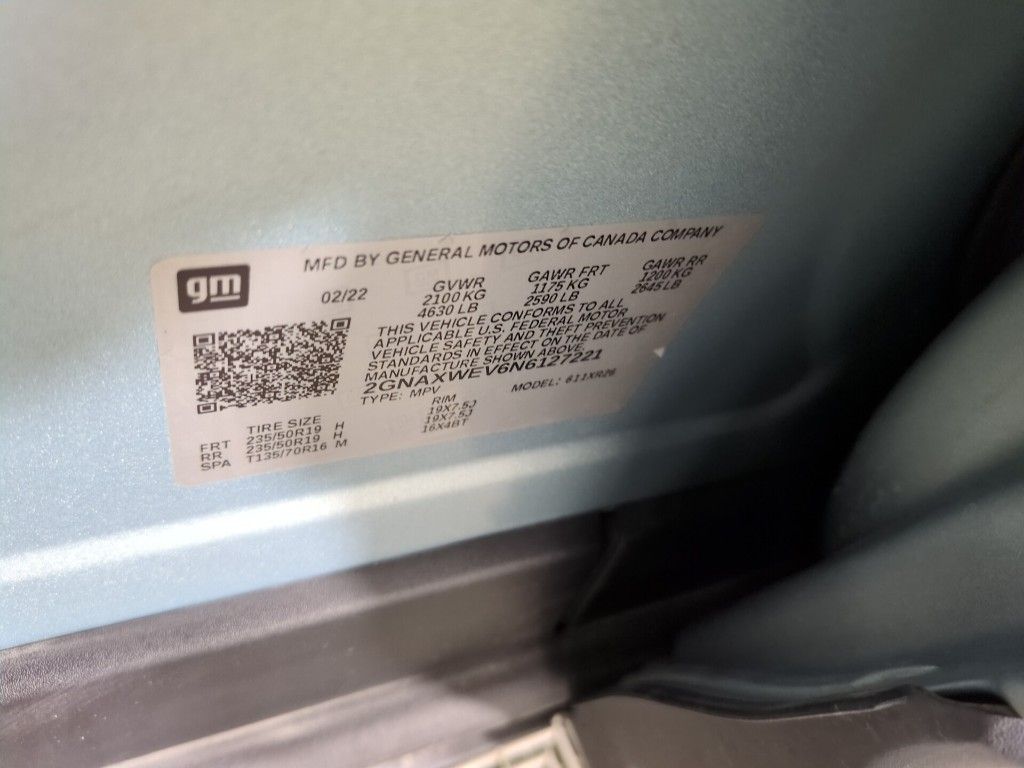 gm
MFD BY GENERAL MOTORS OF CANADA COMPANY
02/22 GVWR GAWR FRT GAWR RR
2100 KG 1175 KG 1200 KG
4630 LB 2590 LB 2645 LB
THIS VEHICLE CONFORMS TO ALL
APPLICABLE U.S. FEDERAL MOTOR
VEHICLE SAFETY AND THEFT PREVENTION
STANDARDS IN EFFECT ON THE DATE OF
MANUFACTURE SHOWN ABOVE.
2GNAXWEV6N6127221
TYPE: MPV MODEL: 611XR26
TIRE SIZE RIM
FRT 235/50R19 H 19X7.5J
RR 235/50R19 H 19X7.5J
SPA T135/70R16 M 16X4BT